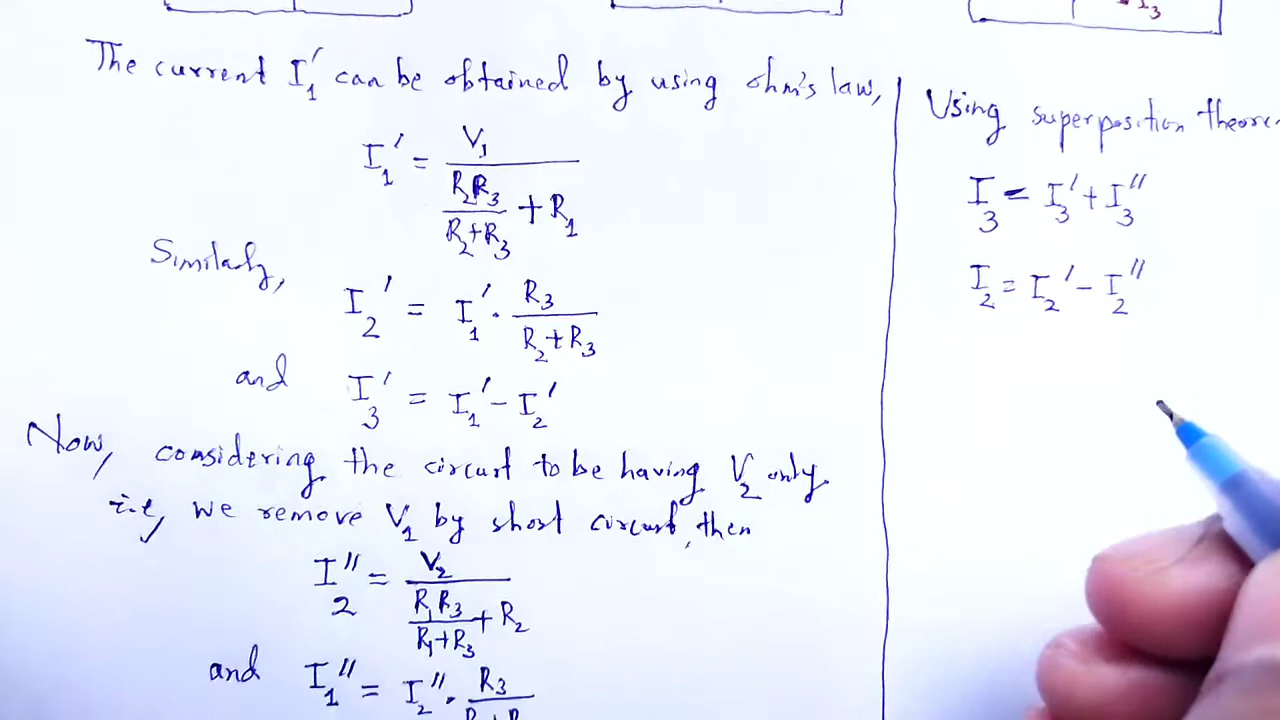 I3
The current I1' can be obtained by using ohm's law,
I1' = V1 / (R2R3 / (R2+R3) + R1)
Similarly,
I2' = I1' . R3 / (R2+R3)
and I3' = I1' - I2'
Now, considering the circuit to be having V2 only
i.e, we remove V1 by short circuit, then
I2'' = V2 / (R1R3 / (R1+R3) + R2)
and I1'' = I2'' . R3
Using superposition
I3 = I3' + I3''
I2 = I2' - I2''